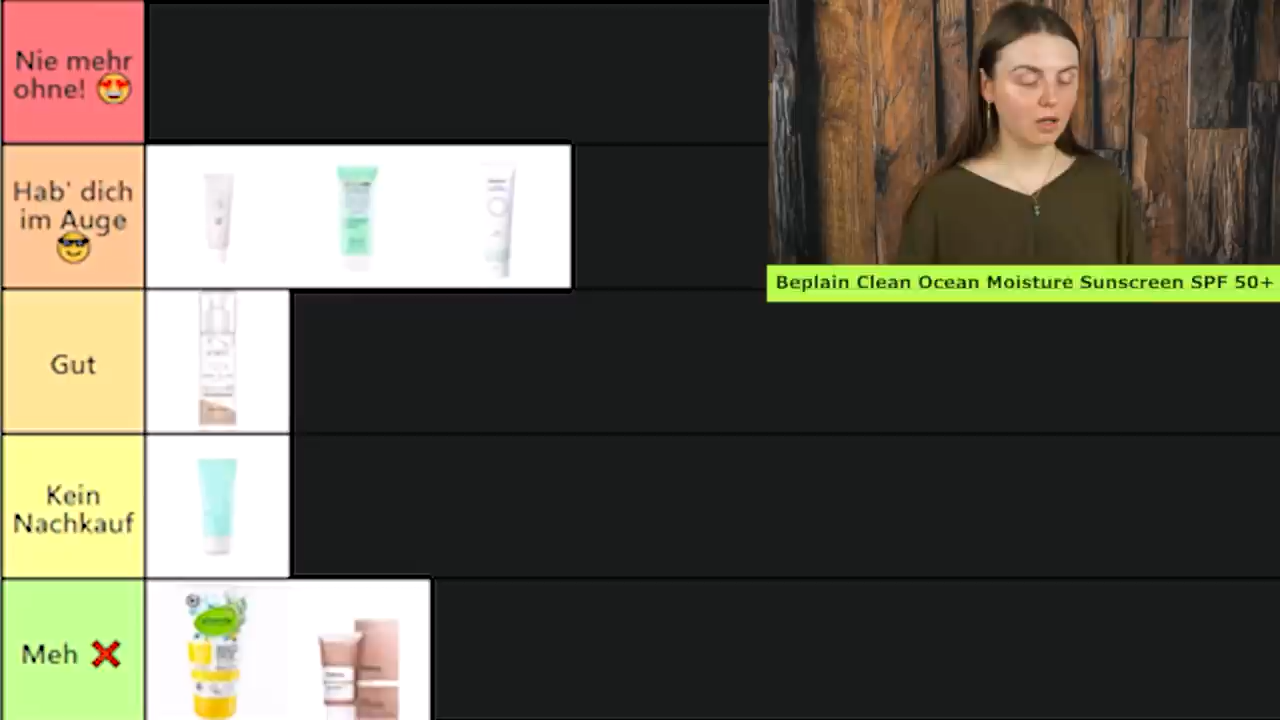 Nie mehr
ohne! 😍
Hab' dich
im Auge
😎
Beplain Clean Ocean Moisture Sunscreen SPF 50+
Gut
Kein
Nachkauf
Meh ❌